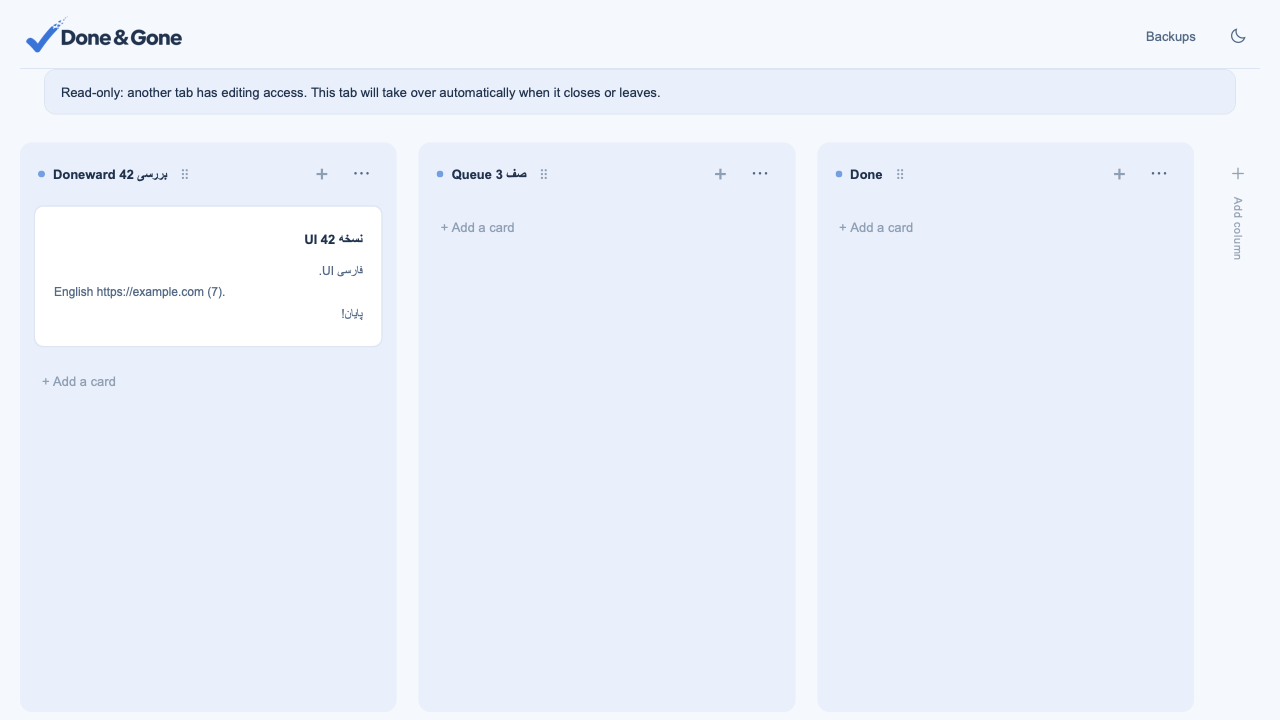 Done & Gone
Backups
Read-only: another tab has editing access. This tab will take over automatically when it closes or leaves.
Doneward 42 بررسی
نسخه 42 UI
فارسی UI.
English https://example.com (7).
پایان!
+ Add a card
Queue 3 صف
+ Add a card
Done
+ Add a card
Add column